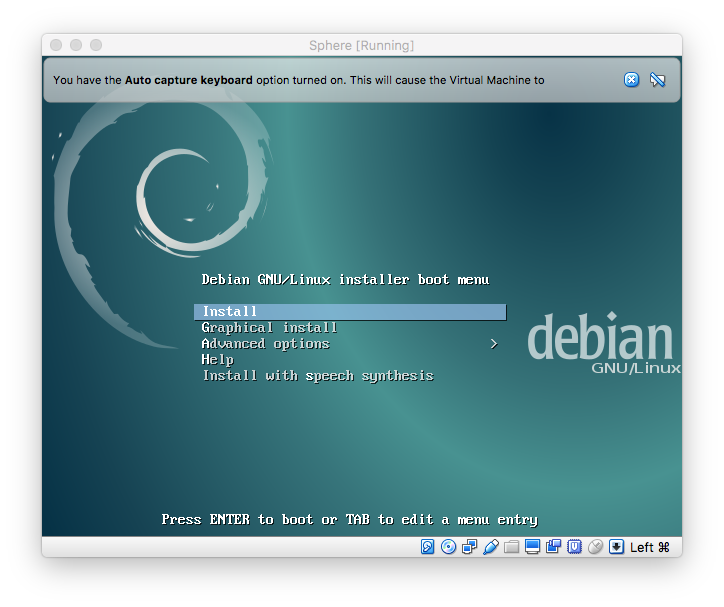 Sphere [Running]
You have the Auto capture keyboard option turned on. This will cause the Virtual Machine to
Debian GNU/Linux installer boot menu
Install
Graphical install
Advanced options >
Help
Install with speech synthesis
debian
GNU/Linux
Press ENTER to boot or TAB to edit a menu entry
Left ⌘